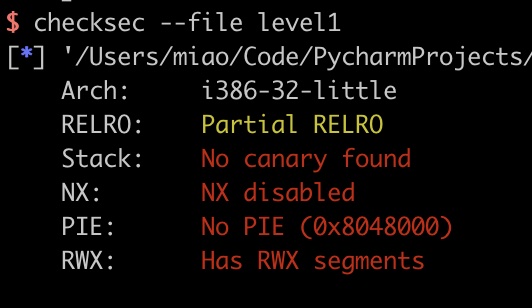 $ checksec --file level1
[*] '/Users/miao/Code/PycharmProjects/
Arch: i386-32-little
RELRO: Partial RELRO
Stack: No canary found
NX: NX disabled
PIE: No PIE (0x8048000)
RWX: Has RWX segments